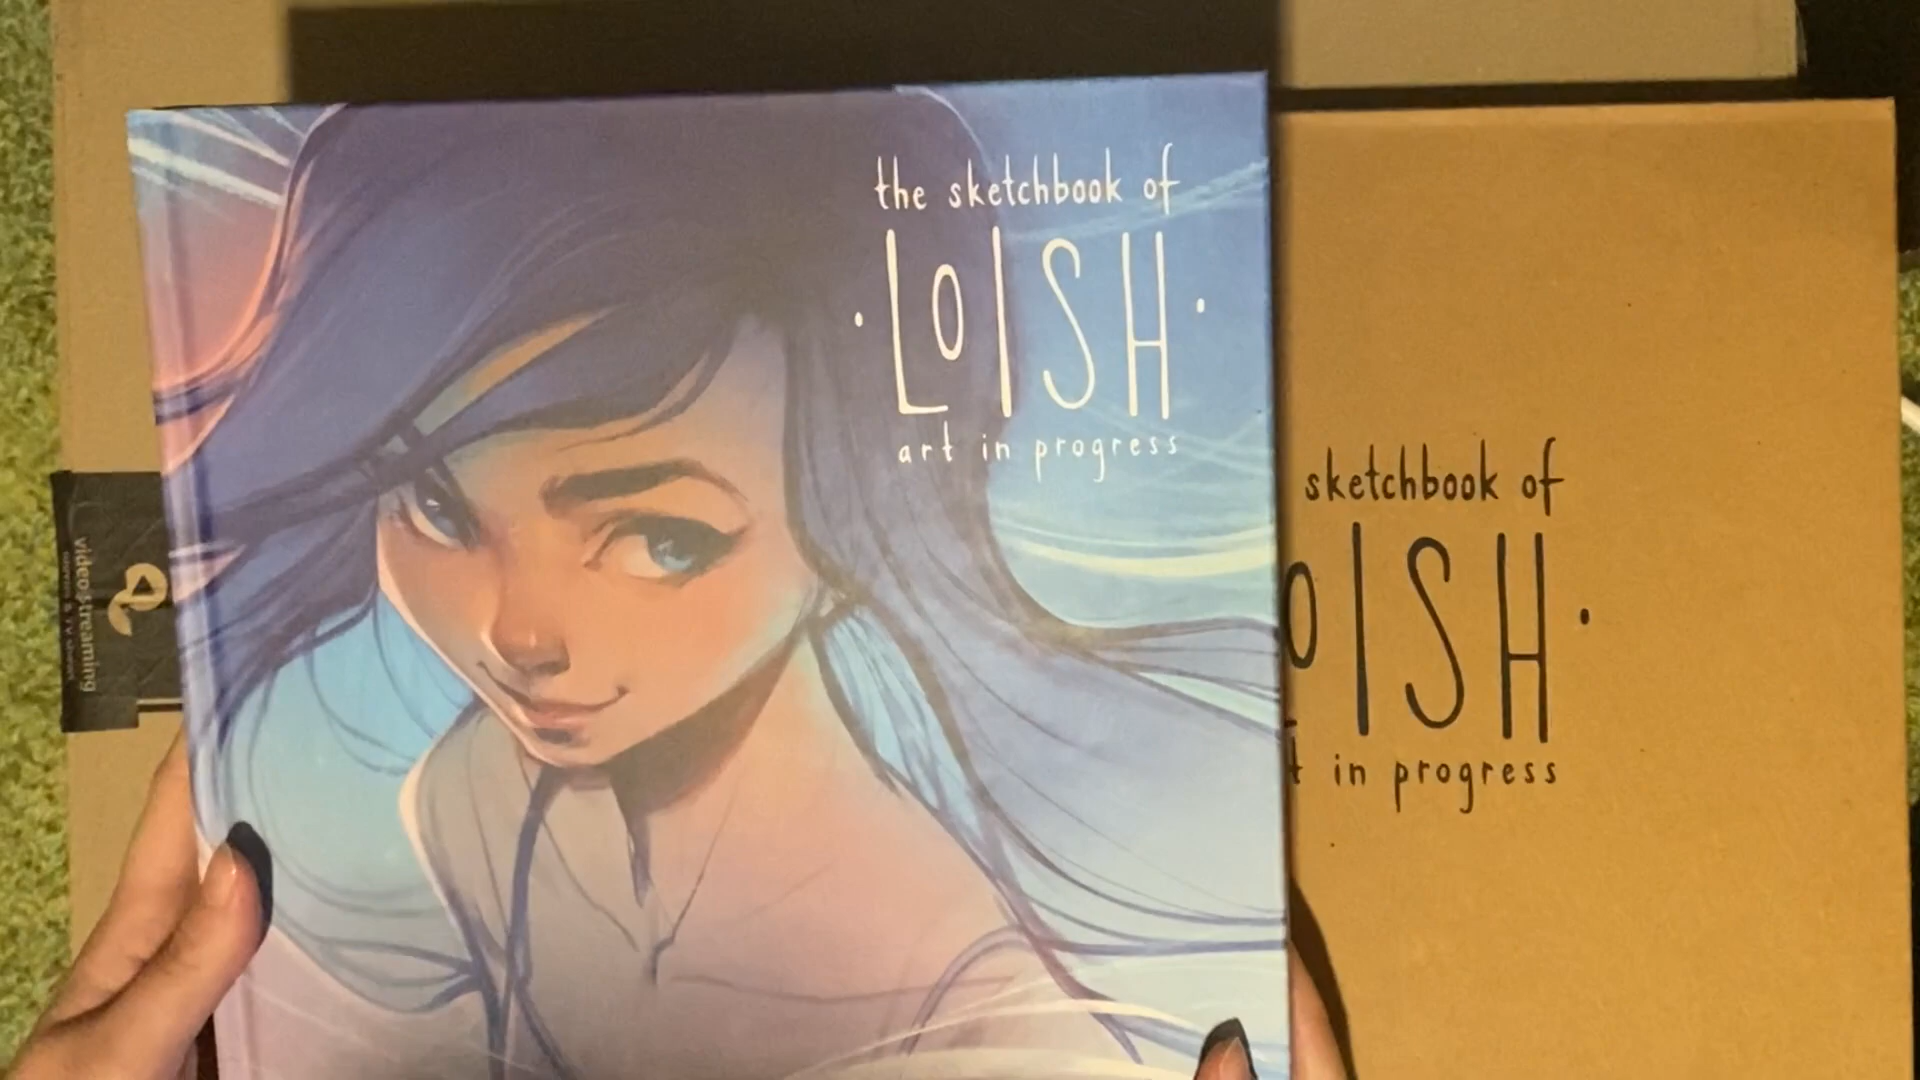 the sketchbook of
·LOISH·
art in progress
sketchbook of
OISH·
t in progress
video streaming